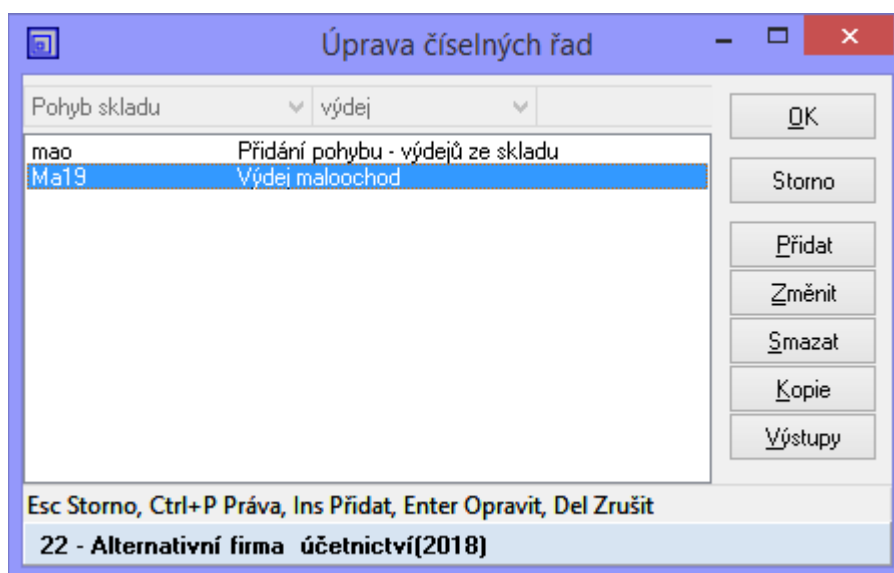 Úprava číselných řad
Pohyb skladu výdej
OK
mao Přidání pohybu - výdejů ze skladu
Ma19 Výdej maloochod
Storno
Přidat
Změnit
Smazat
Kopie
Výstupy
Esc Storno, Ctrl+P Práva, Ins Přidat, Enter Opravit, Del Zrušit
22 - Alternativní firma účetnictví(2018)